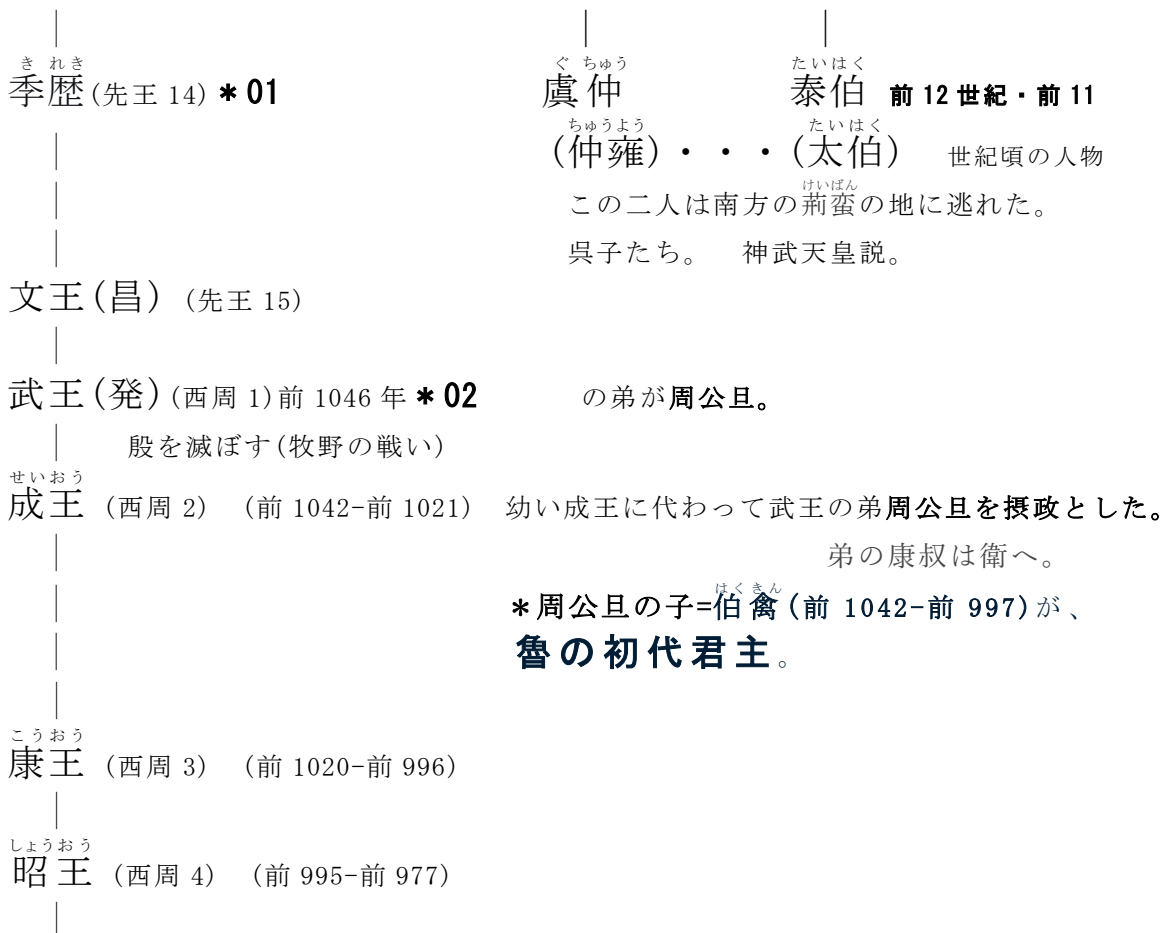 きれき ぐちゅう たいはく
季歴(先王 14)＊01 虞仲 泰伯 前 12 世紀・前 11
ちゅうよう たいはく
(仲雍)・・・(太伯) 世紀頃の人物
けいばん
この二人は南方の荊蛮の地に逃れた。
呉子たち。 神武天皇説。
文王(昌) (先王 15)
武王(発)(西周 1)前 1046 年＊02 の弟が周公旦。
殷を滅ぼす(牧野の戦い)
せいおう
成王 (西周 2) (前 1042-前 1021) 幼い成王に代わって武王の弟周公旦を摂政とした。
弟の康叔は衛へ。
はくきん
＊周公旦の子=伯禽(前 1042-前 997)が、
魯の初代君主。
こうおう
康王 (西周 3) (前 1020-前 996)
しょうおう
昭王 (西周 4) (前 995-前 977)